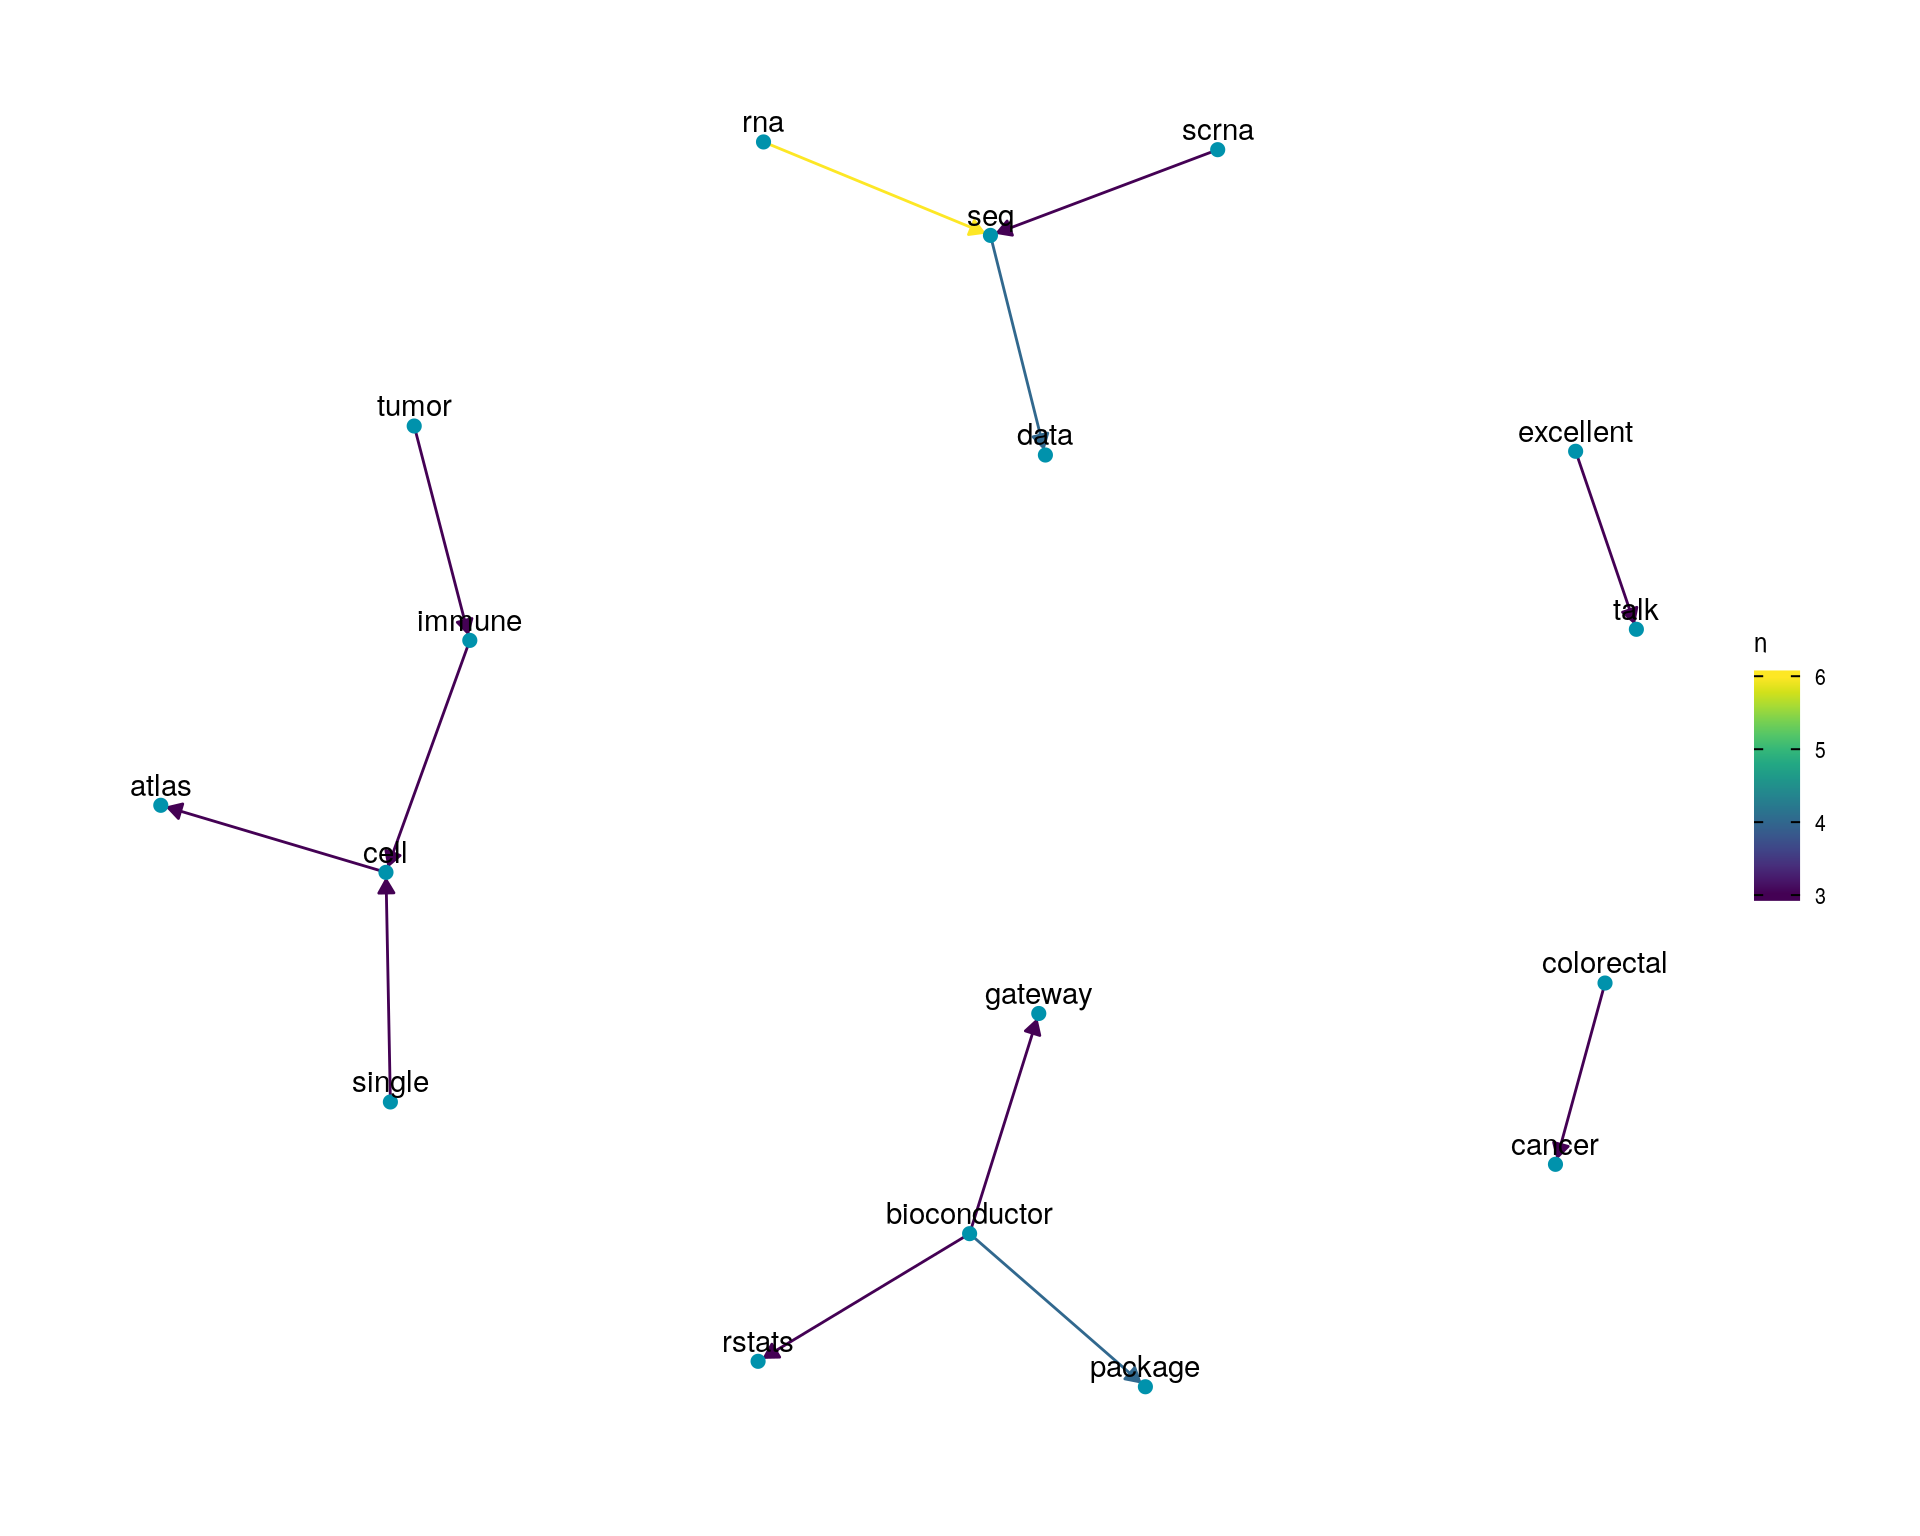 rna
scrna
seq
tumor
data
excellent
immune
talk
n
6
5
4
3
atlas
cell
colorectal
gateway
single
cancer
bioconductor
rstats
package